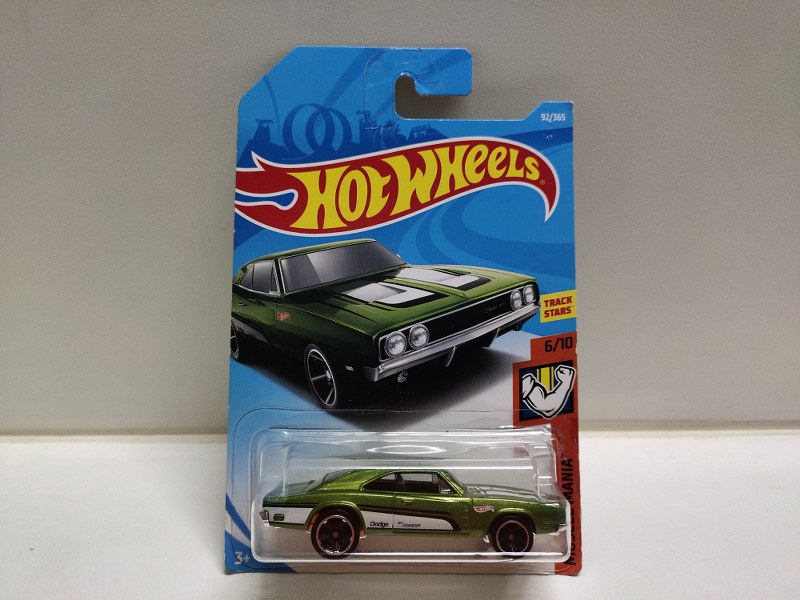 92/365
HOT WHEELS
TRACK
STARS
6/10
MANIA
Dodge
3+